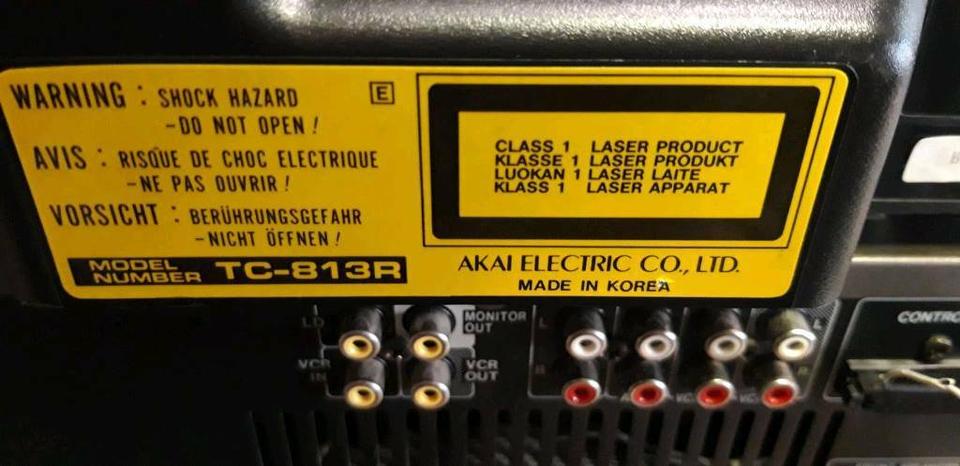 WARNING : SHOCK HAZARD
-DO NOT OPEN !
AVIS : RISQUE DE CHOC ELECTRIQUE
-NE PAS OUVRIR !
VORSICHT : BERÜHRUNGSGEFAHR
-NICHT ÖFFNEN !
MODEL NUMBER TC-813R
E
CLASS 1 LASER PRODUCT
KLASSE 1 LASER PRODUKT
LUOKAN 1 LASER LAITE
KLASS 1 LASER APPARAT
AKAI ELECTRIC CO., LTD.
MADE IN KOREA
LD
MONITOR OUT
VCR IN
VCR OUT
L
R
L
R